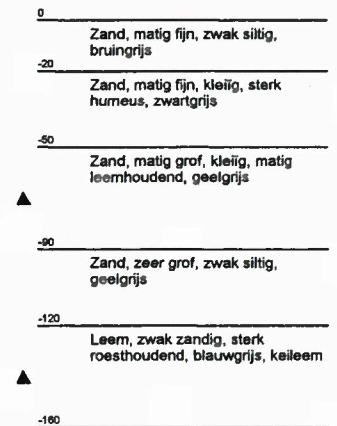 0
Zand, matig fijn, zwak siltig,
bruingrijs
-20
Zand, matig fijn, kleiïg, sterk
humeus, zwartgrijs
-50
Zand, matig grof, kleiïg, matig
leemhoudend, geelgrijs
-90
Zand, zeer grof, zwak siltig,
geelgrijs
-120
Leem, zwak zandig, sterk
roesthoudend, blauwgrijs, keileem
-160